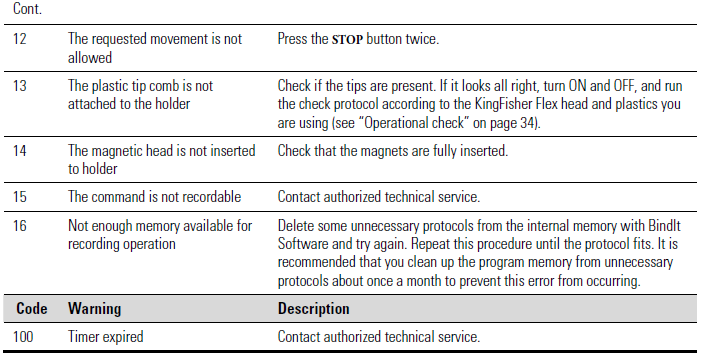 Cont.
12 The requested movement is not Press the STOP button twice.
allowed
13 The plastic tip comb is not Check if the tips are present. If it looks all right, turn ON and OFF, and run
attached to the holder the check protocol according to the KingFisher Flex head and plastics you
are using (see “Operational check” on page 34).
14 The magnetic head is not inserted Check that the magnets are fully inserted.
to holder
15 The command is not recordable Contact authorized technical service.
16 Not enough memory available for Delete some unnecessary protocols from the internal memory with BindIt
recording operation Software and try again. Repeat this procedure until the protocol fits. It is
recommended that you clean up the program memory from unnecessary
protocols about once a month to prevent this error from occurring.
Code Warning Description
100 Timer expired Contact authorized technical service.